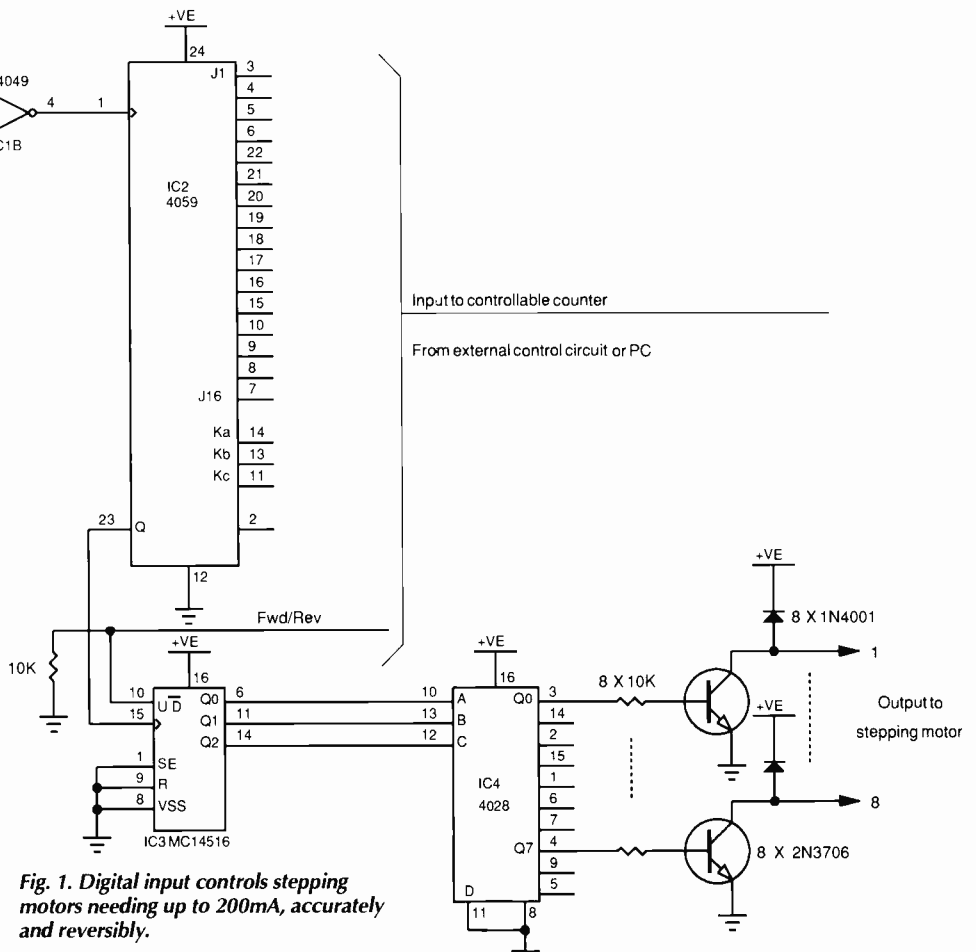 +VE
24
4049
4
1
C1B
J1
3
4
5
6
22
21
20
19
18
17
16
15
10
9
8
J16
7
IC2
4059
Ka
14
Kb
13
Kc
11
23
Q
2
12
Input to controllable counter
From external control circuit or PC
Fwd/Rev
10K
+VE
16
10
UD
15
Q0
6
Q1
11
Q2
14
1
SE
9
R
8
VSS
IC3 MC14516
+VE
16
10
A
13
B
12
C
Q0
3
14
2
15
1
6
7
Q7
4
9
5
IC4
4028
D
11
8
8 X 10K
+VE
8 X 1N4001
1
+VE
Output to
stepping motor
8
8 X 2N3706
Fig. 1. Digital input controls stepping
motors needing up to 200mA, accurately
and reversibly.